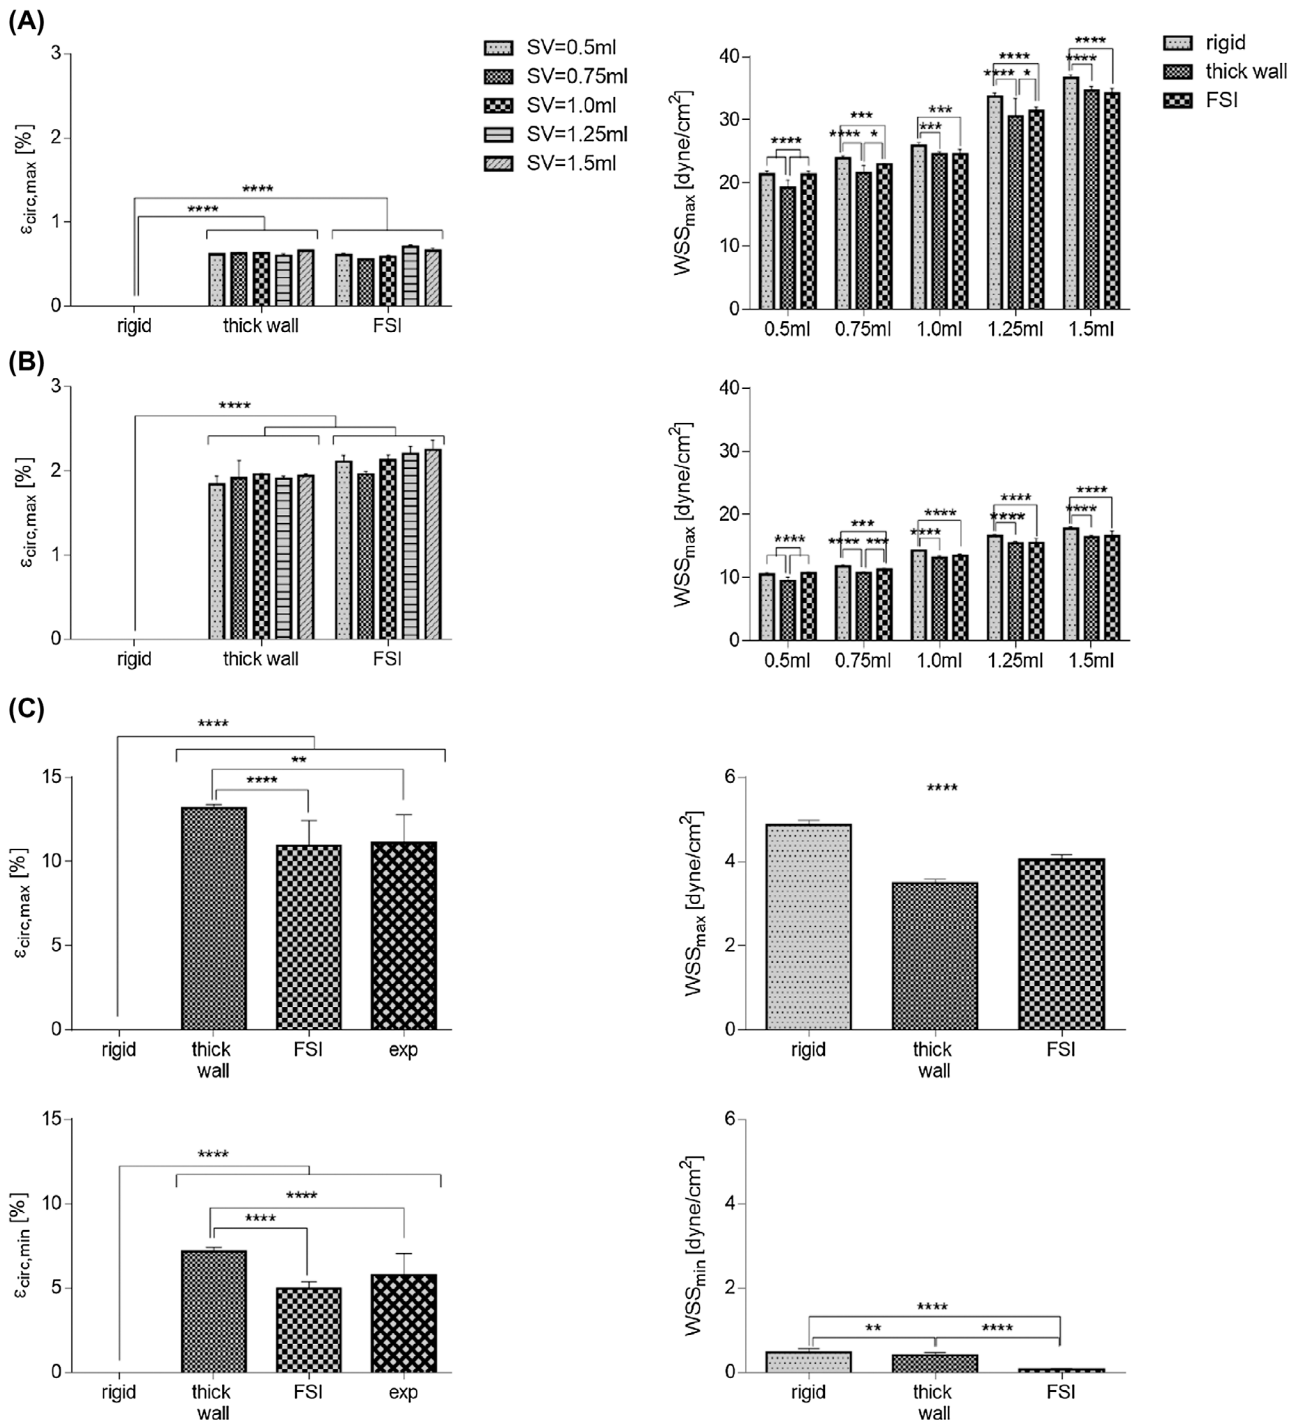 (A)
εcirc,max [%]
3
2
1
0
****
****
rigid
thick wall
FSI
SV=0.5ml
SV=0.75ml
SV=1.0ml
SV=1.25ml
SV=1.5ml
WSSmax [dyne/cm2]
40
30
20
10
0
****
***
**** *
***
***
****
**** *
****
****
0.5ml 0.75ml 1.0ml 1.25ml 1.5ml
rigid
thick wall
FSI
(B)
εcirc,max [%]
3
2
1
0
****
rigid
thick wall
FSI
WSSmax [dyne/cm2]
40
30
20
10
0
****
***
**** ***
****
****
****
****
****
****
0.5ml 0.75ml 1.0ml 1.25ml 1.5ml
(C)
εcirc,max [%]
15
10
5
0
****
**
****
rigid
thick
wall
FSI
exp
WSSmax [dyne/cm2]
6
4
2
0
****
rigid
thick
wall
FSI
εcirc,min [%]
15
10
5
0
****
****
****
rigid
thick
wall
FSI
exp
WSSmin [dyne/cm2]
6
4
2
0
****
** ****
rigid
thick
wall
FSI